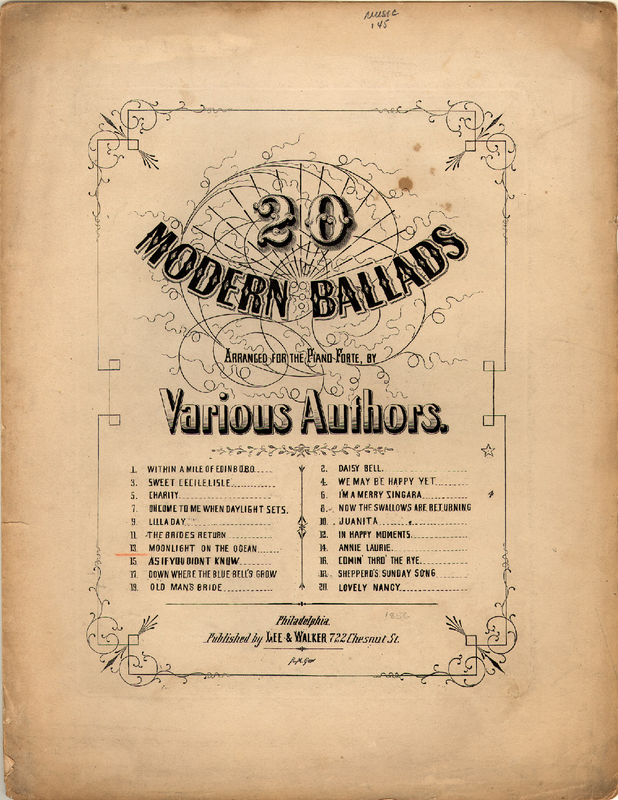 MUSIC
145
20
MODERN BALLADS
ARRANGED FOR THE PIANO FORTE, BY
Various Authors.
1. WITHIN A MILE OF EDINBORO.
3. SWEET CECILE LISLE
5. CHARITY
7. OH COME TO ME WHEN DAYLIGHT SETS.
9. LILLA DAY.
11. THE BRIDES RETURN
13. MOONLIGHT ON THE OCEAN
15. AS IF YOU DIDNT KNOW.
17. DOWN WHERE THE BLUE BELL'S GROW
19. OLD MAN'S BRIDE
2. DAISY BELL.
4. WE MAY BE HAPPY YET.
6. I'M A MERRY ZINGARA
8. NOW THE SWALLOWS ARE RETURNING
10. JUANITA
12. IN HAPPY MOMENTS.
14. ANNIE LAURIE.
16. COMIN' THRO' THE RYE.
SHEPPERD'S SUNDAY SONG
20. LOVELY NANCY.
1856
Philadelphia.
Published by LEE & WALKER 722 Chesnut St.